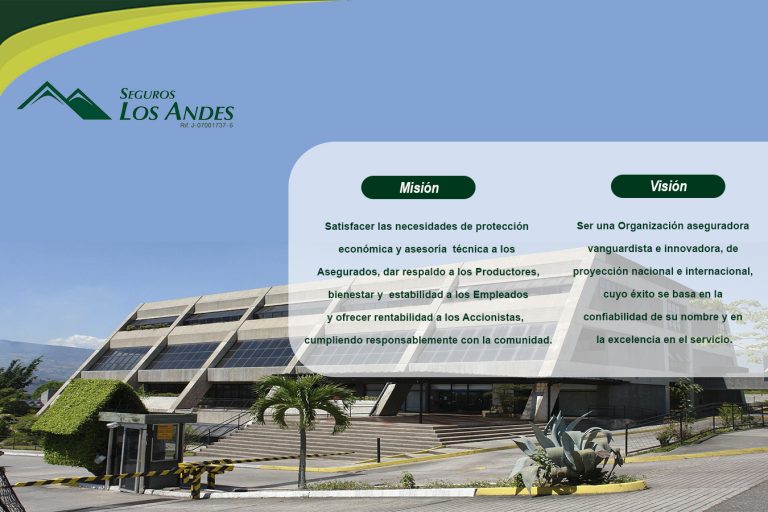 SEGUROS
LOS ANDES
Rif: J-07001737-6
Misión
Satisfacer las necesidades de protección
económica y asesoría técnica a los
Asegurados, dar respaldo a los Productores,
bienestar y estabilidad a los Empleados
y ofrecer rentabilidad a los Accionistas,
cumpliendo responsablemente con la comunidad.
Visión
Ser una Organización aseguradora
vanguardista e innovadora, de
proyección nacional e internacional,
cuyo éxito se basa en la
confiabilidad de su nombre y en
la excelencia en el servicio.